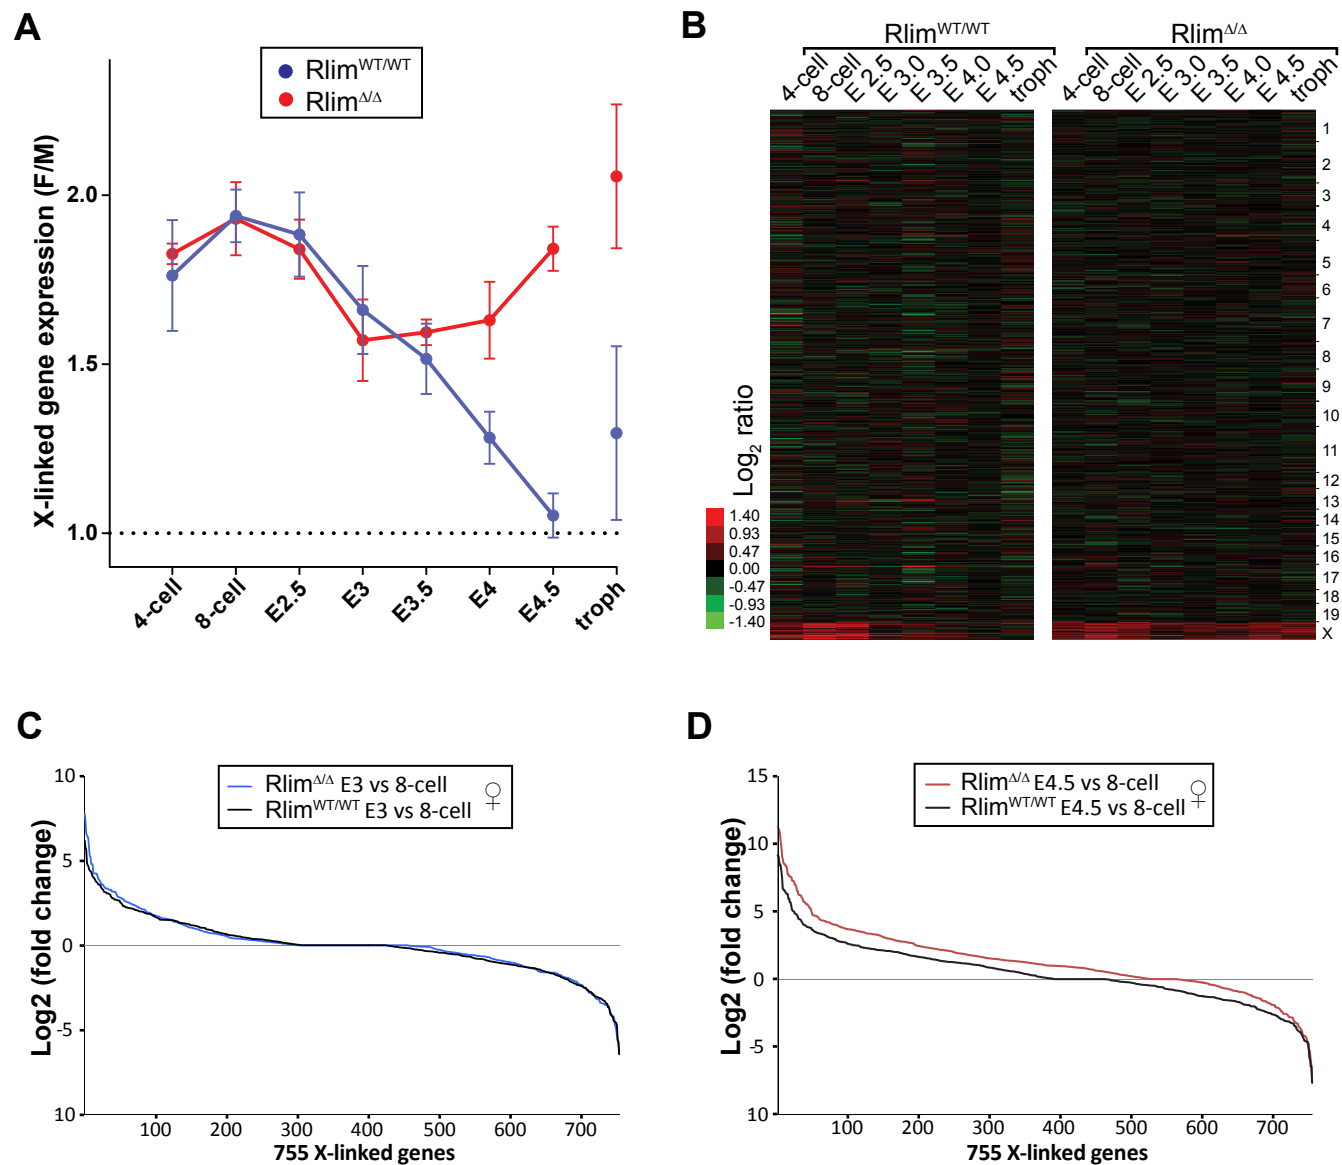 A
Rlim^WT/WT
Rlim^Δ/Δ
X-linked gene expression (F/M)
2.0
1.5
1.0
4-cell
8-cell
E2.5
E3
E3.5
E4
E4.5
troph
B
Rlim^WT/WT
Rlim^Δ/Δ
4-cell
8-cell
E 2.5
E 3.0
E 3.5
E 4.0
E 4.5
troph
4-cell
8-cell
E 2.5
E 3.0
E 3.5
E 4.0
E 4.5
troph
1
2
3
4
5
6
7
8
9
10
11
12
13
14
15
16
17
18
19
X
Log₂ ratio
1.40
0.93
0.47
0.00
-0.47
-0.93
-1.40
C
Rlim^Δ/Δ E3 vs 8-cell
Rlim^WT/WT E3 vs 8-cell
♀
Log2 (fold change)
10
5
0
-5
10
100
200
300
400
500
600
700
755 X-linked genes
D
Rlim^Δ/Δ E4.5 vs 8-cell
Rlim^WT/WT E4.5 vs 8-cell
♀
Log2 (fold change)
15
10
5
0
-5
10
100
200
300
400
500
600
700
755 X-linked genes